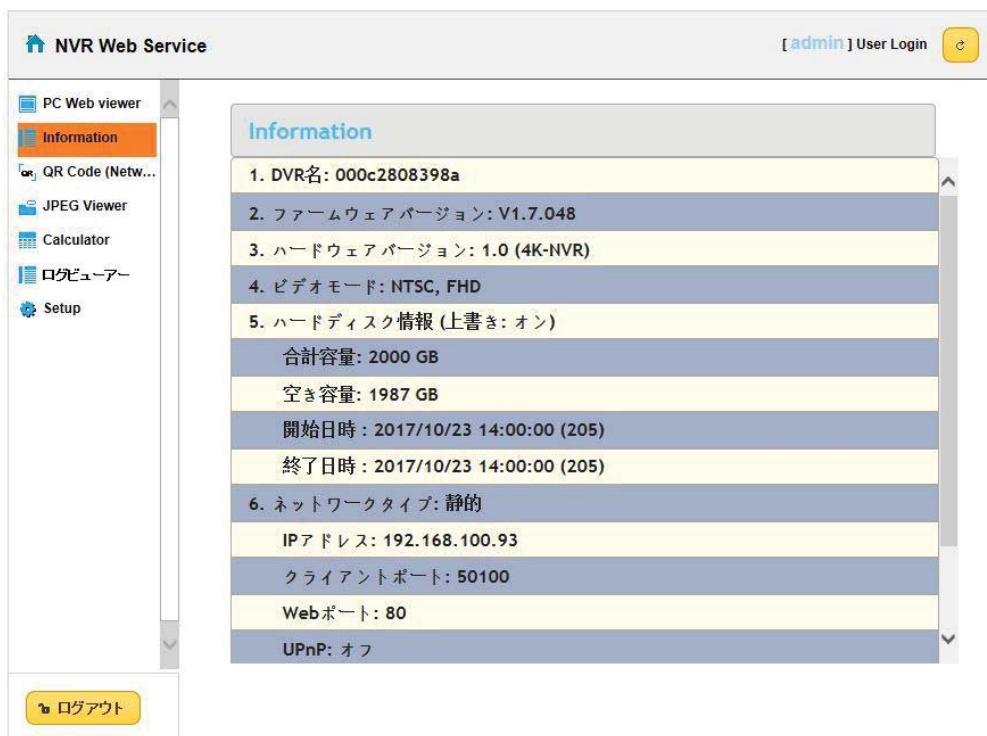 NVR Web Service
[ admin ] User Login
PC Web viewer
Information
QR Code (Netw...
JPEG Viewer
Calculator
ログビューアー
Setup
ログアウト
Information
1. DVR名: 000c2808398a
2. ファームウェアバージョン: V1.7.048
3. ハードウェアバージョン: 1.0 (4K-NVR)
4. ビデオモード: NTSC, FHD
5. ハードディスク情報 (上書き: オン)
合計容量: 2000 GB
空き容量: 1987 GB
開始日時 : 2017/10/23 14:00:00 (205)
終了日時 : 2017/10/23 14:00:00 (205)
6. ネットワークタイプ: 静的
IPアドレス: 192.168.100.93
クライアントポート: 50100
Webポート: 80
UPnP: オフ